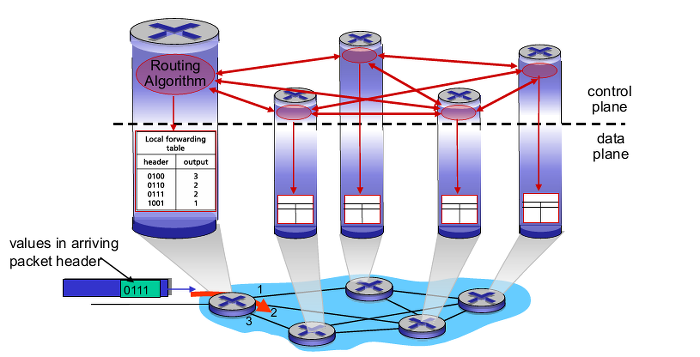 Routing
Algorithm
control
plane
data
plane
Local forwarding
table
header output
0100 3
0110 2
0111 2
1001 1
values in arriving
packet header
0111
1
2
3